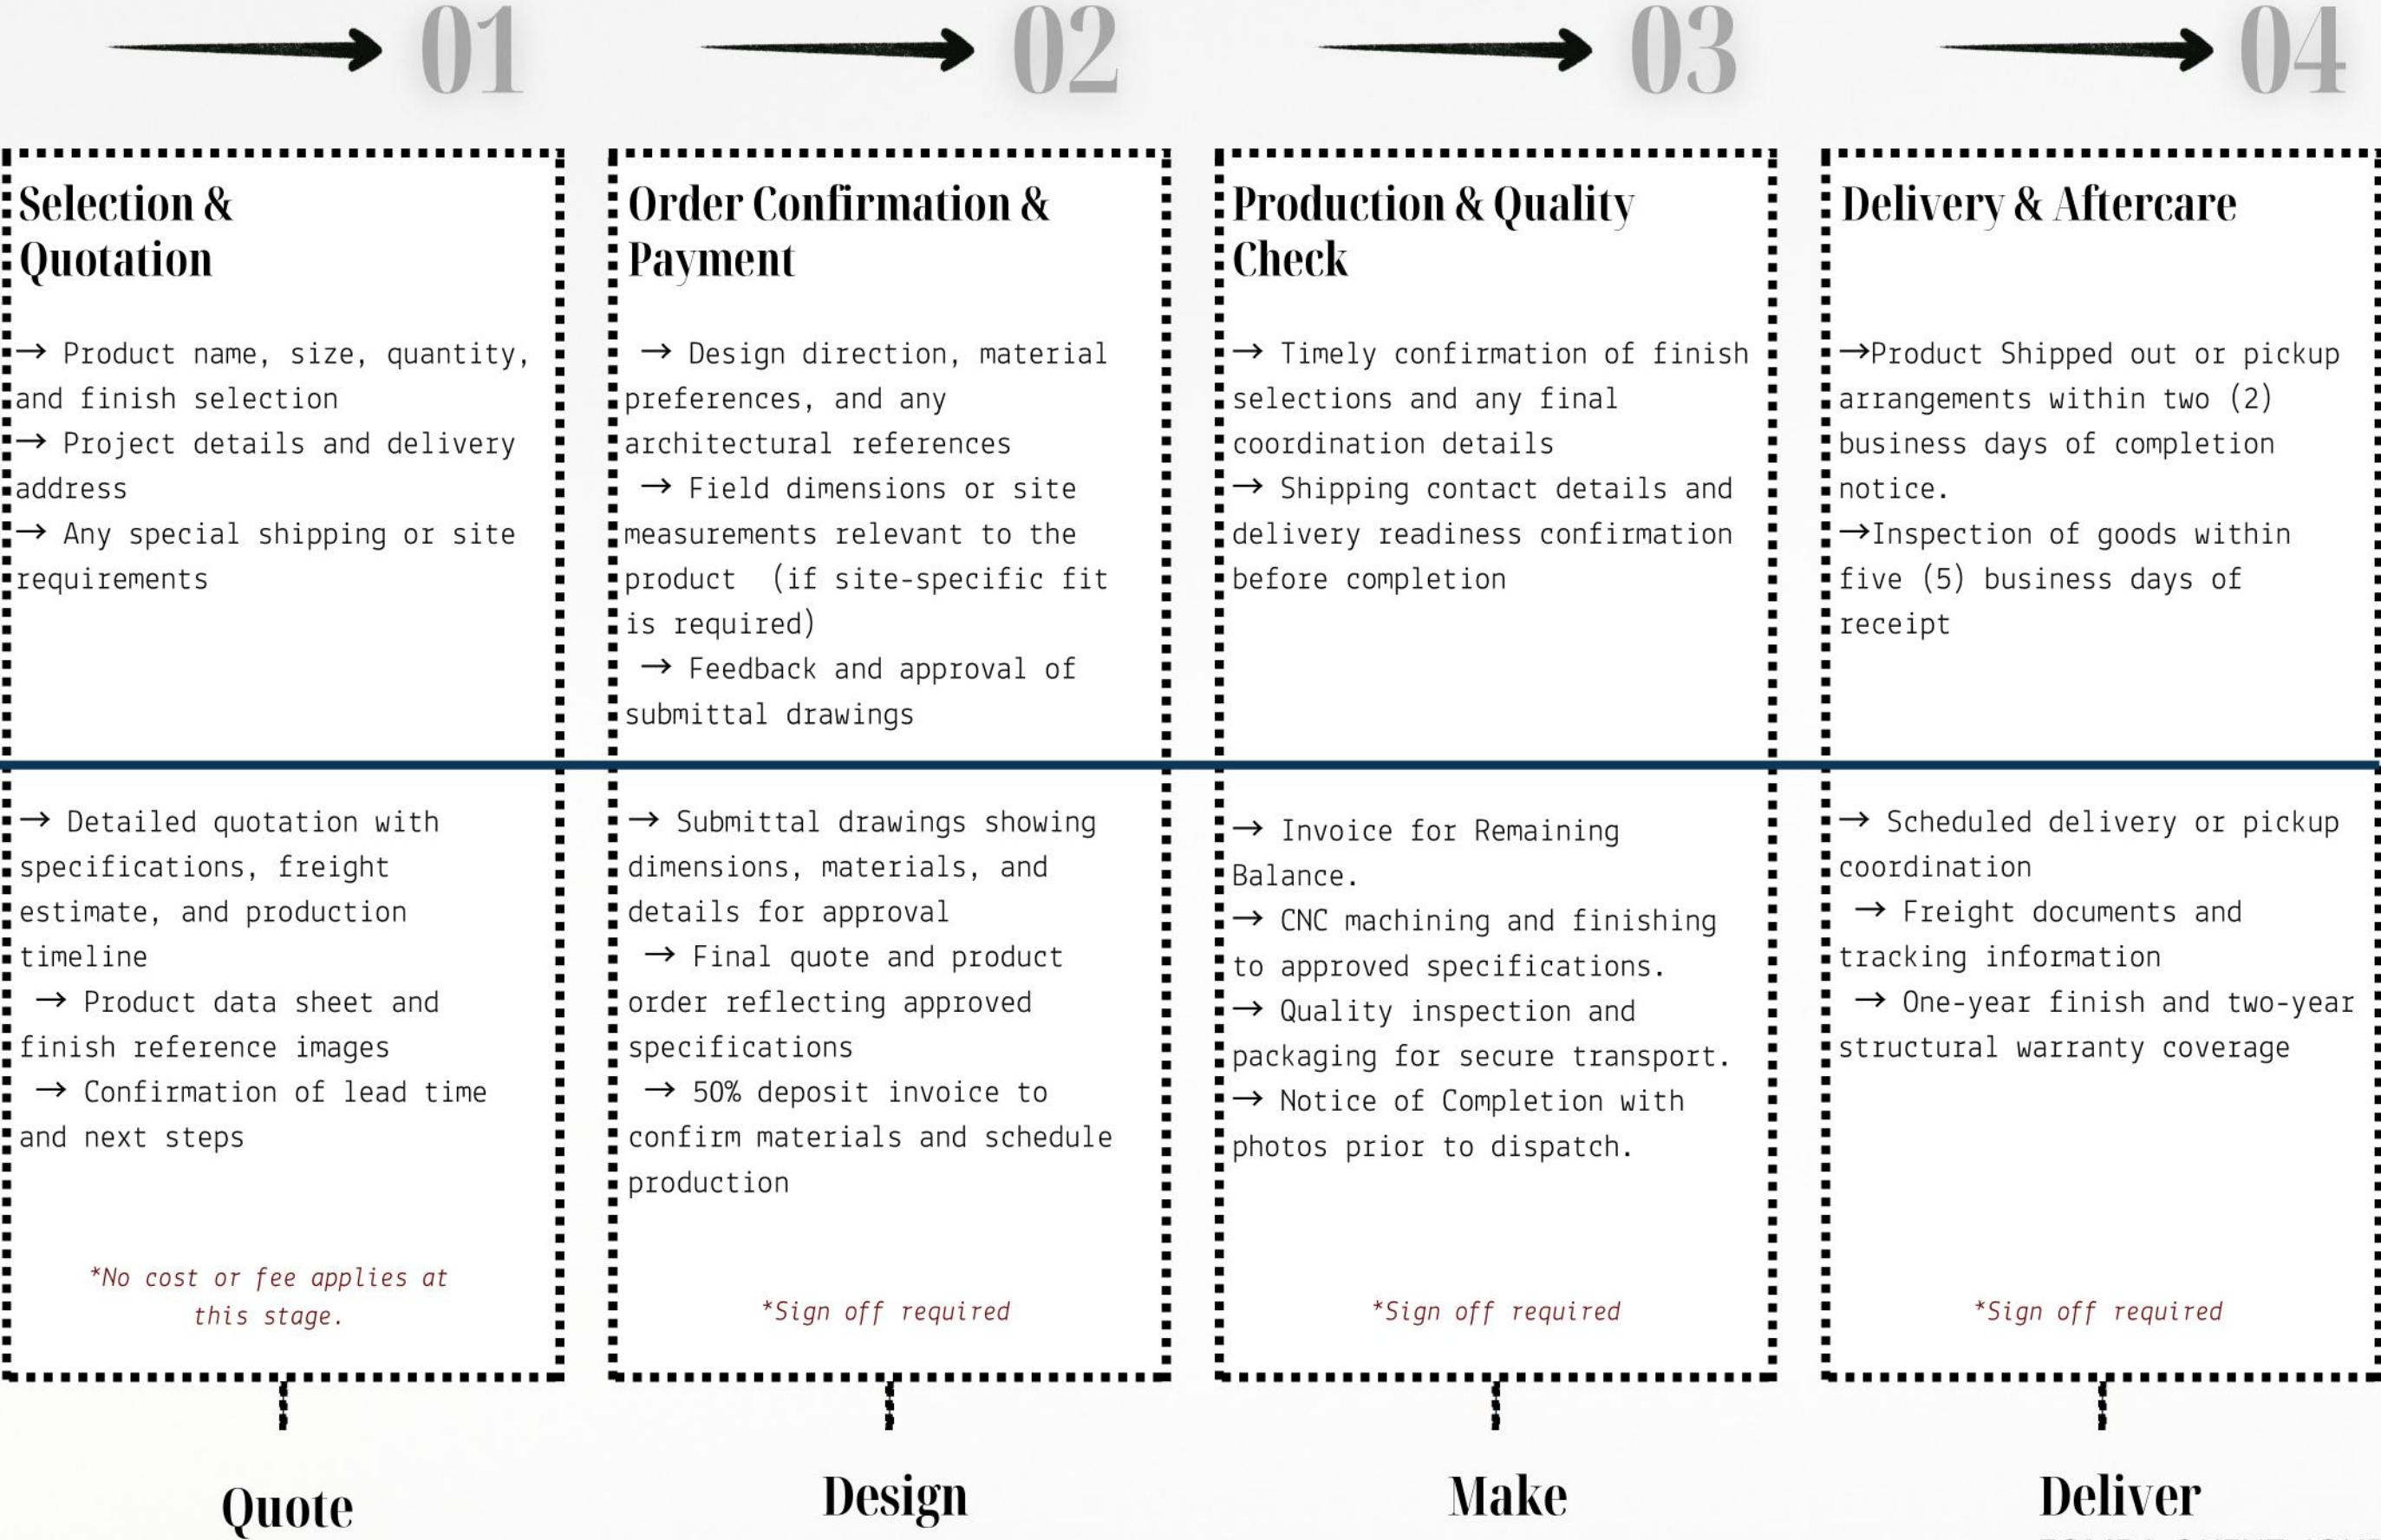 01
02
03
04
Selection &
Quotation
→ Product name, size, quantity,
and finish selection
→ Project details and delivery
address
→ Any special shipping or site
requirements
→ Detailed quotation with
specifications, freight
estimate, and production
timeline
→ Product data sheet and
finish reference images
→ Confirmation of lead time
and next steps
*No cost or fee applies at
this stage.
Quote
Order Confirmation &
Payment
→ Design direction, material
preferences, and any
architectural references
→ Field dimensions or site
measurements relevant to the
product (if site-specific fit
is required)
→ Feedback and approval of
submittal drawings
→ Submittal drawings showing
dimensions, materials, and
details for approval
→ Final quote and product
order reflecting approved
specifications
→ 50% deposit invoice to
confirm materials and schedule
production
*Sign off required
Design
Production & Quality
Check
→ Timely confirmation of finish
selections and any final
coordination details
→ Shipping contact details and
delivery readiness confirmation
before completion
→ Invoice for Remaining
Balance.
→ CNC machining and finishing
to approved specifications.
→ Quality inspection and
packaging for secure transport.
→ Notice of Completion with
photos prior to dispatch.
*Sign off required
Make
Delivery & Aftercare
→Product Shipped out or pickup
arrangements within two (2)
business days of completion
notice.
→Inspection of goods within
five (5) business days of
receipt
→ Scheduled delivery or pickup
coordination
→ Freight documents and
tracking information
→ One-year finish and two-year
structural warranty coverage
*Sign off required
Deliver